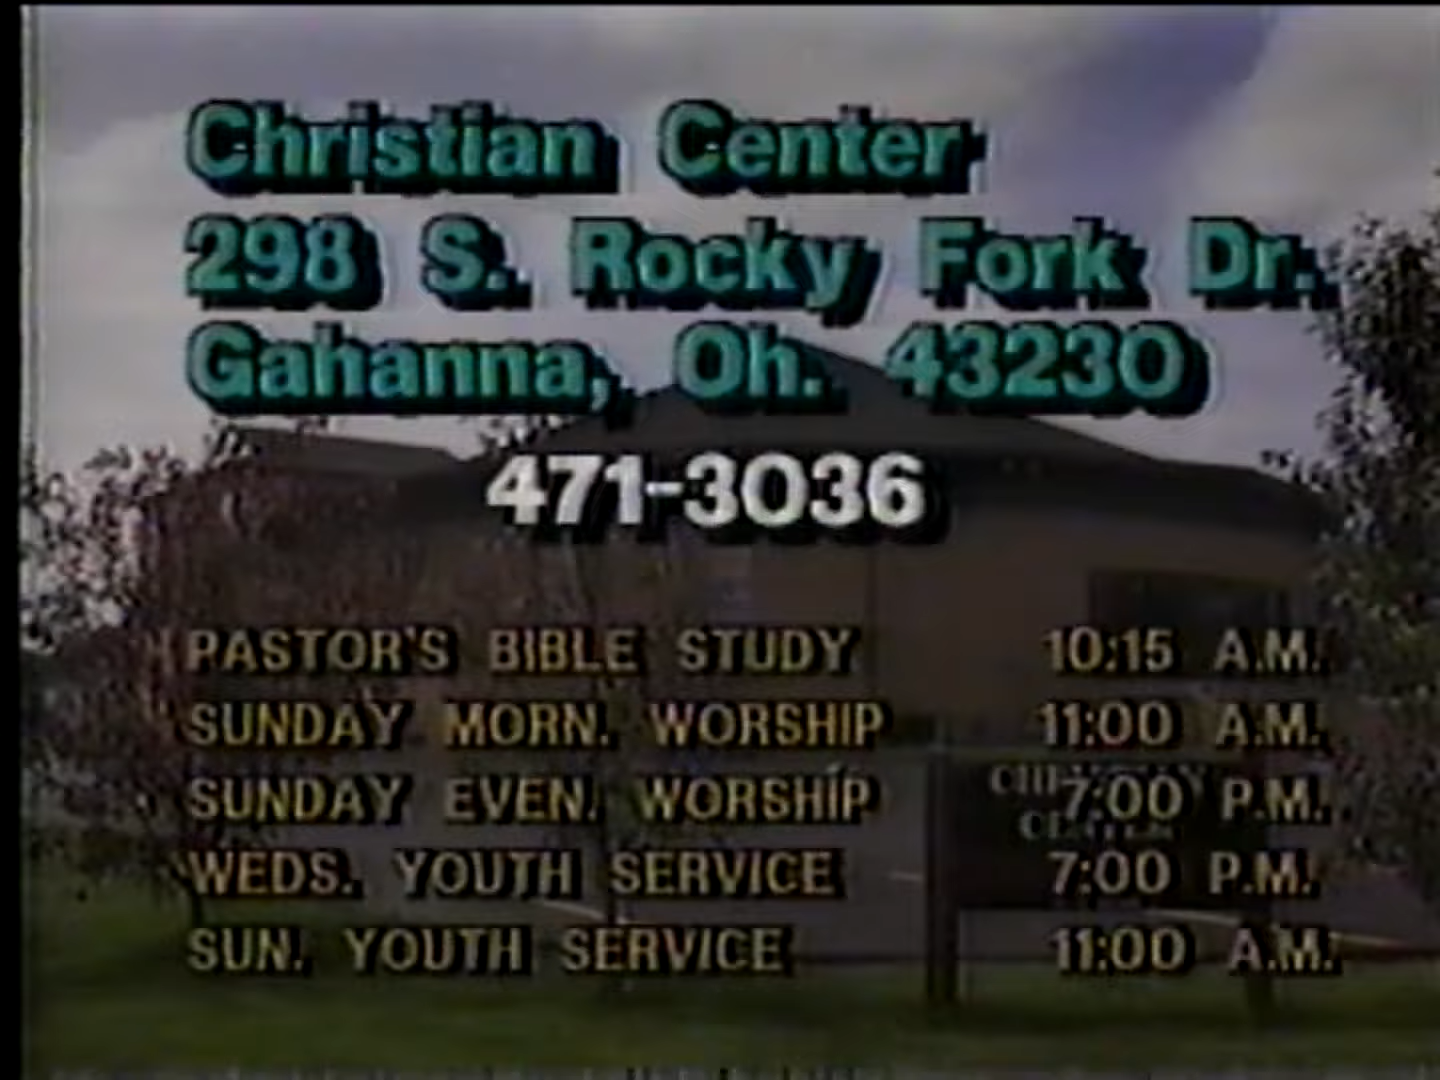 Christian Center
298 S. Rocky Fork Dr.
Gahanna, Oh. 43230
471-3036
PASTOR'S BIBLE STUDY 10:15 A.M.
SUNDAY MORN. WORSHIP 11:00 A.M.
SUNDAY EVEN. WORSHIP 7:00 P.M.
WEDS. YOUTH SERVICE 7:00 P.M.
SUN. YOUTH SERVICE 11:00 A.M.